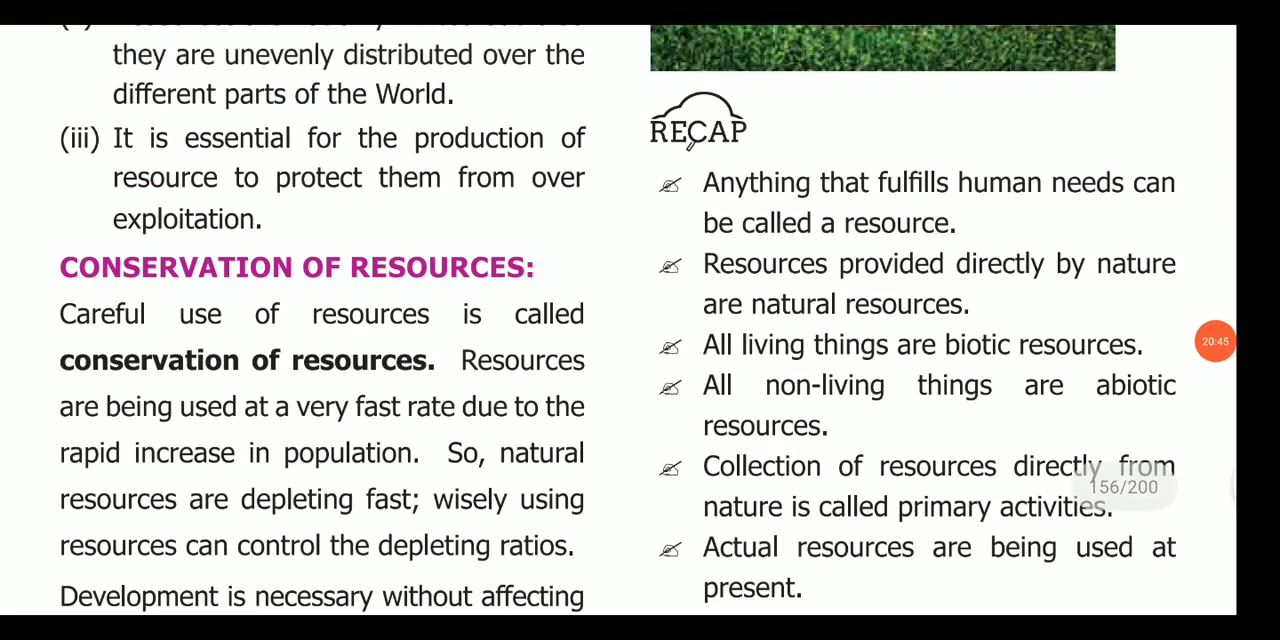 they are unevenly distributed over the
different parts of the World.
(iii) It is essential for the production of
resource to protect them from over
exploitation.
CONSERVATION OF RESOURCES:
Careful use of resources is called
conservation of resources. Resources
are being used at a very fast rate due to the
rapid increase in population. So, natural
resources are depleting fast; wisely using
resources can control the depleting ratios.
Development is necessary without affecting
RECAP
Anything that fulfills human needs can
be called a resource.
Resources provided directly by nature
are natural resources.
All living things are biotic resources.
All non-living things are abiotic
resources.
Collection of resources directly from
nature is called primary activities.
Actual resources are being used at
present.
20:45
156/200